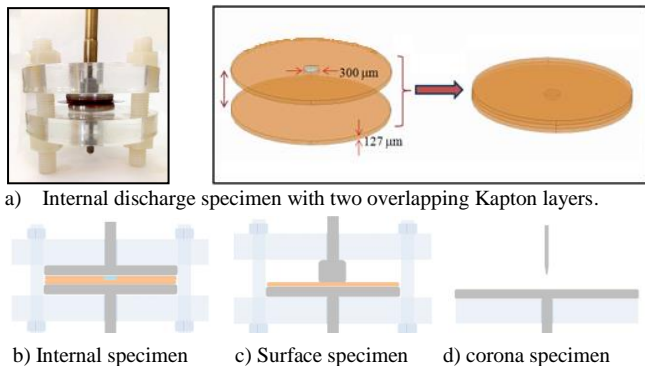 300 µm
127 µm
a) Internal discharge specimen with two overlapping Kapton layers.
b) Internal specimen c) Surface specimen d) corona specimen